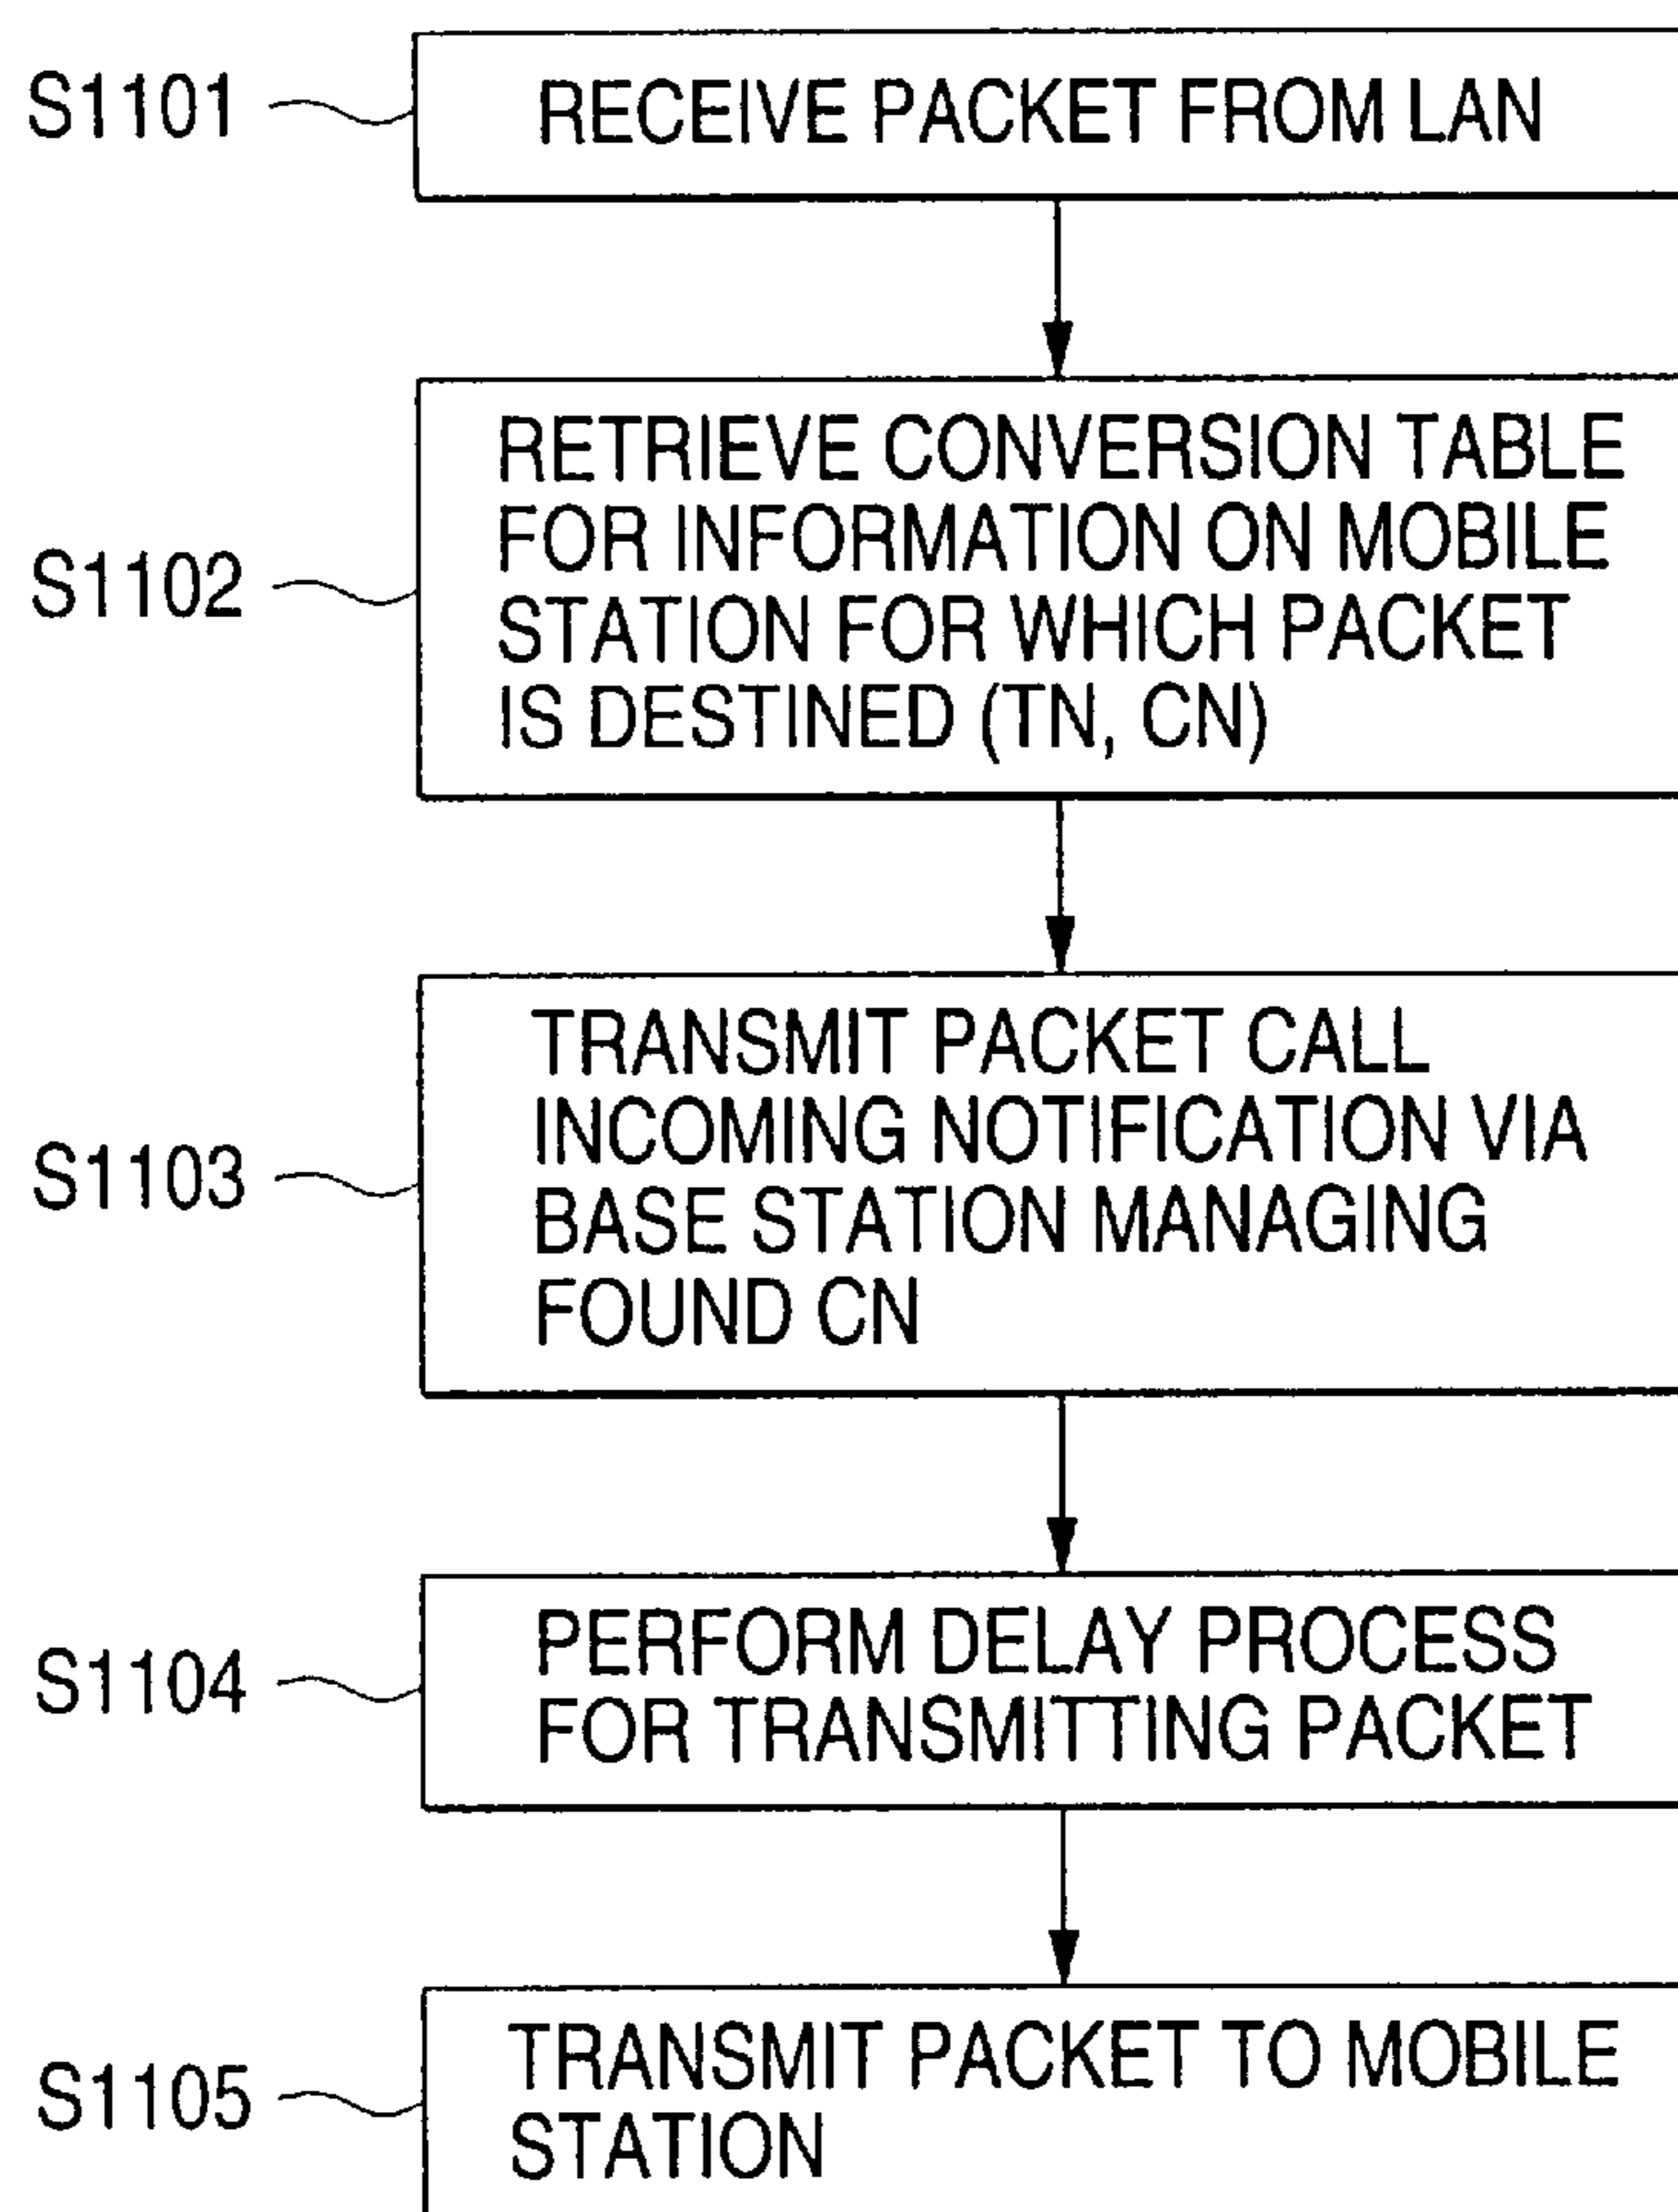 S1101
RECEIVE PACKET FROM LAN
S1102
RETRIEVE CONVERSION TABLE
FOR INFORMATION ON MOBILE
STATION FOR WHICH PACKET
IS DESTINED (TN, CN)
S1103
TRANSMIT PACKET CALL
INCOMING NOTIFICATION VIA
BASE STATION MANAGING
FOUND CN
S1104
PERFORM DELAY PROCESS
FOR TRANSMITTING PACKET
S1105
TRANSMIT PACKET TO MOBILE
STATION